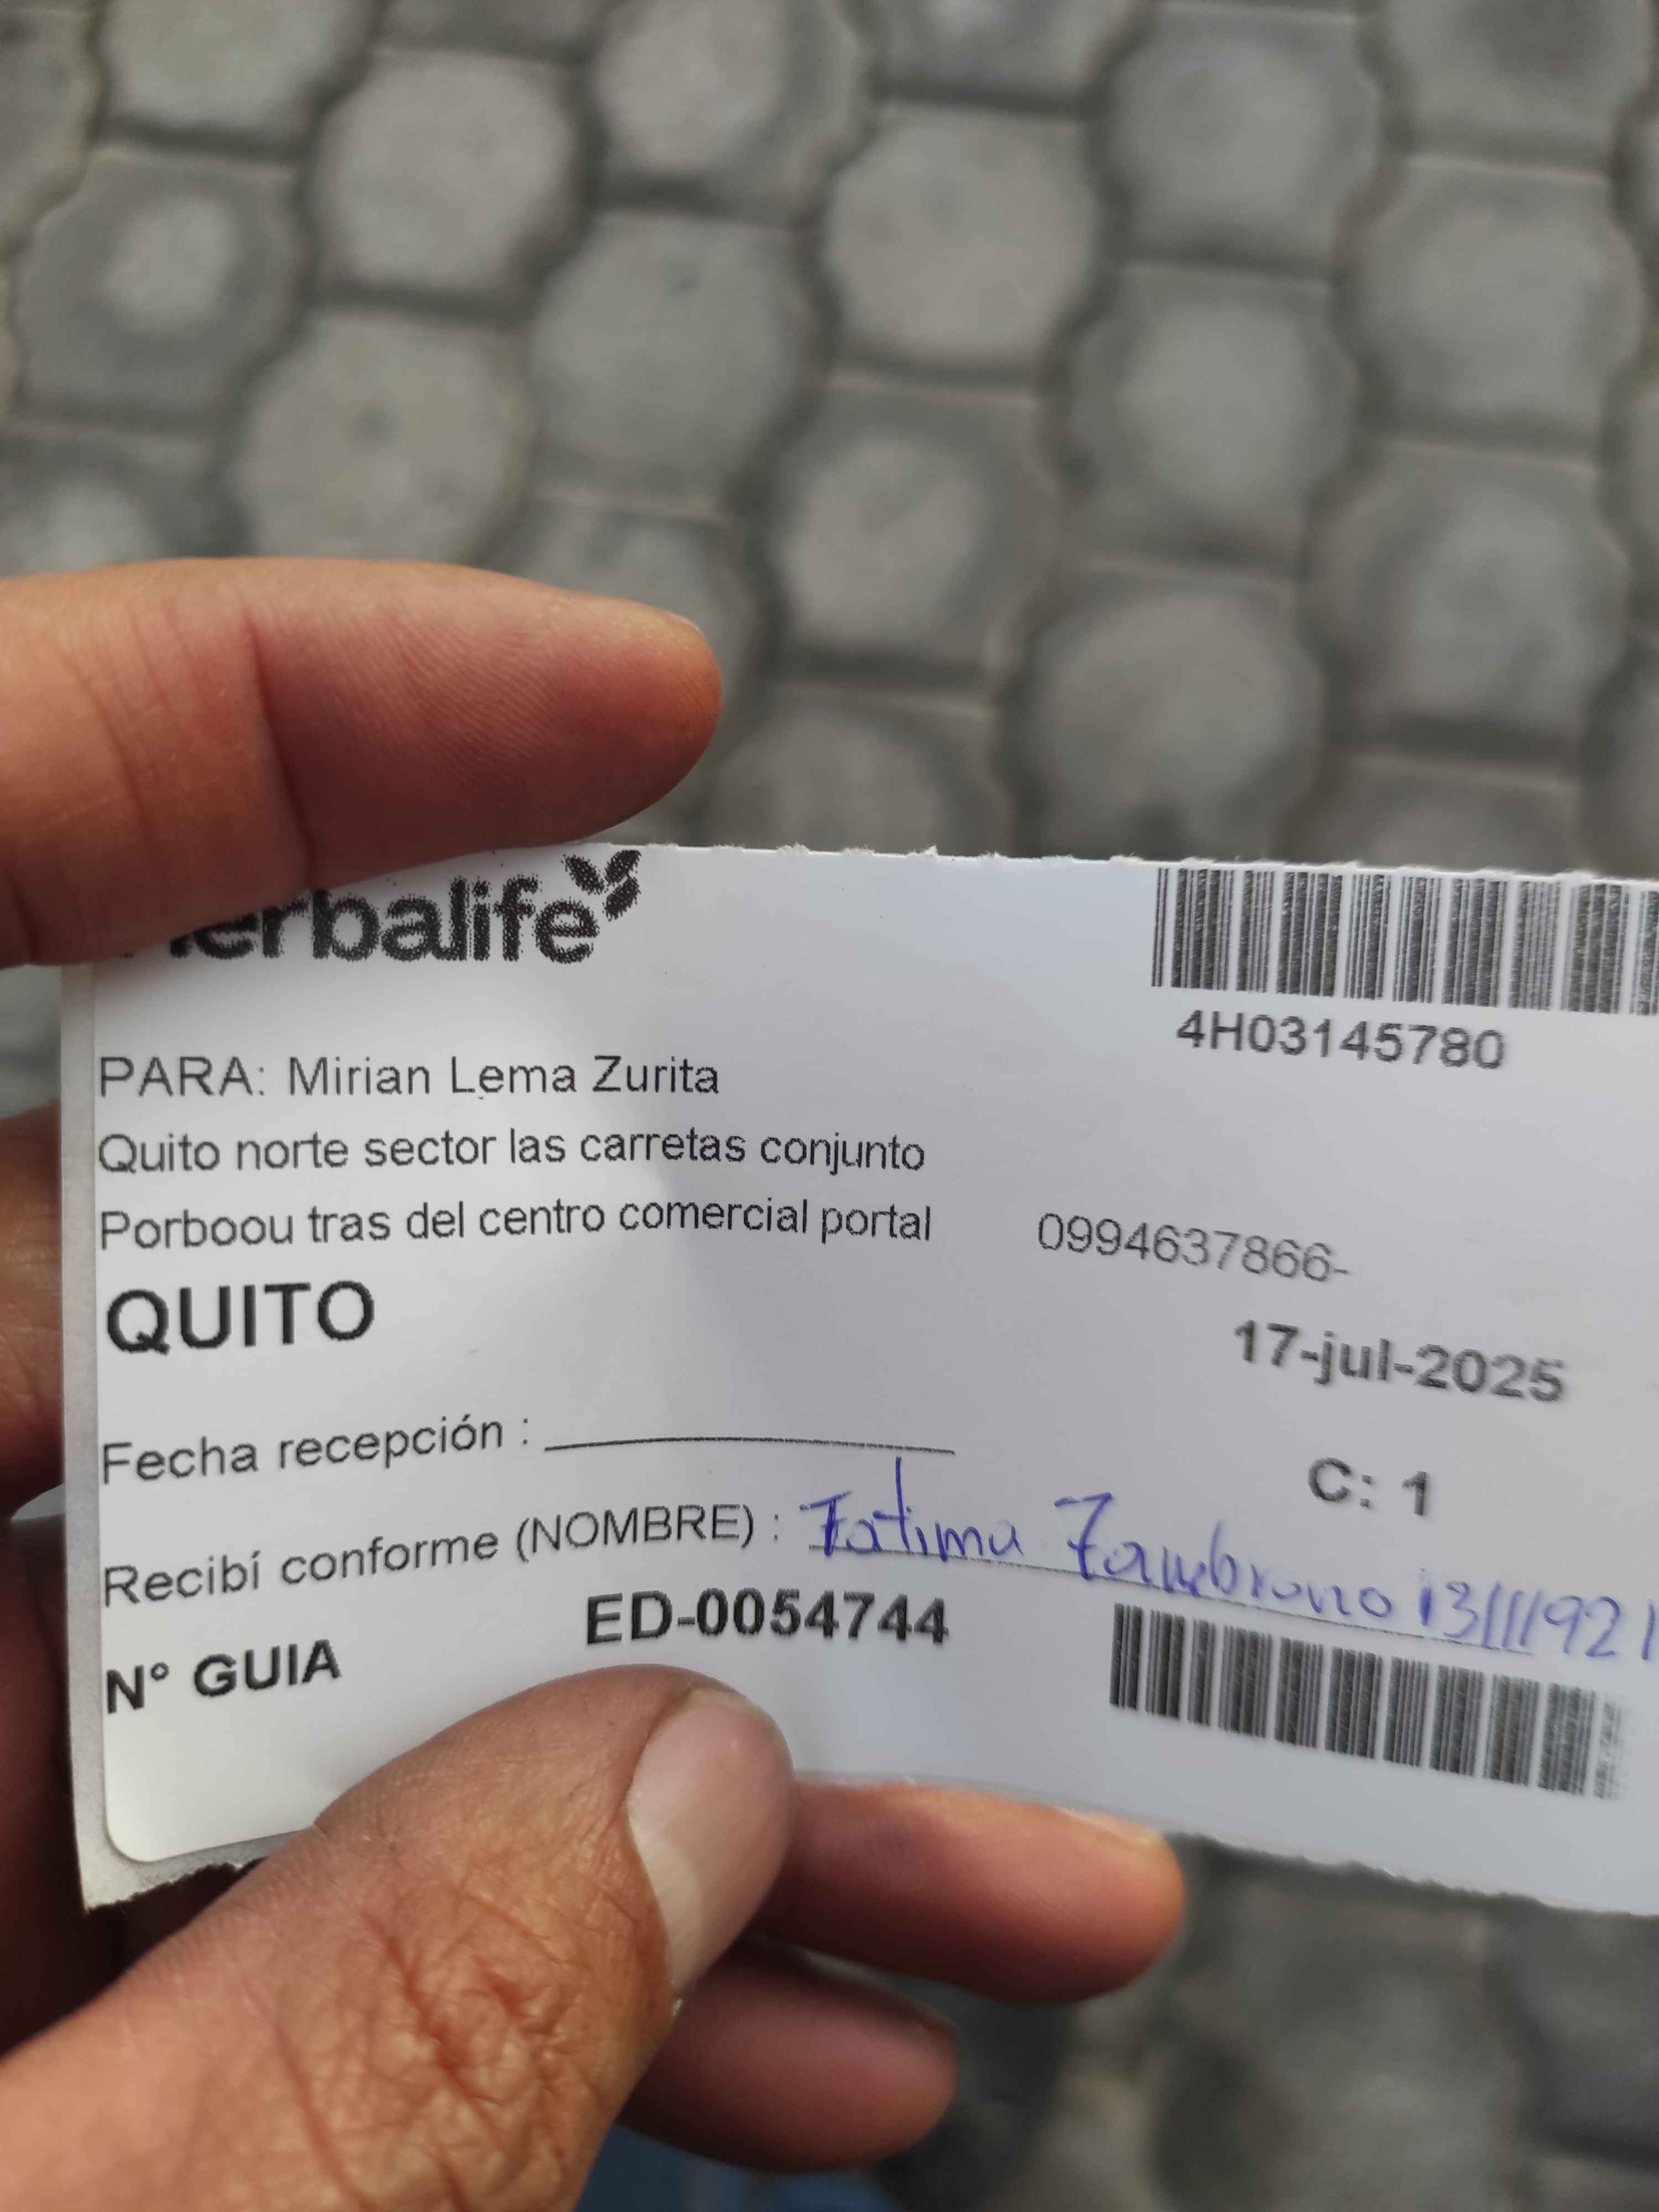 Herbalife
4H03145780
PARA: Mirian Lema Zurita
Quito norte sector las carretas conjunto
Porboou tras del centro comercial portal
0994637866-
QUITO
17-jul-2025
Fecha recepción :
C: 1
Recibí conforme (NOMBRE) : Fatima Zambrano
N° GUIA
ED-0054744